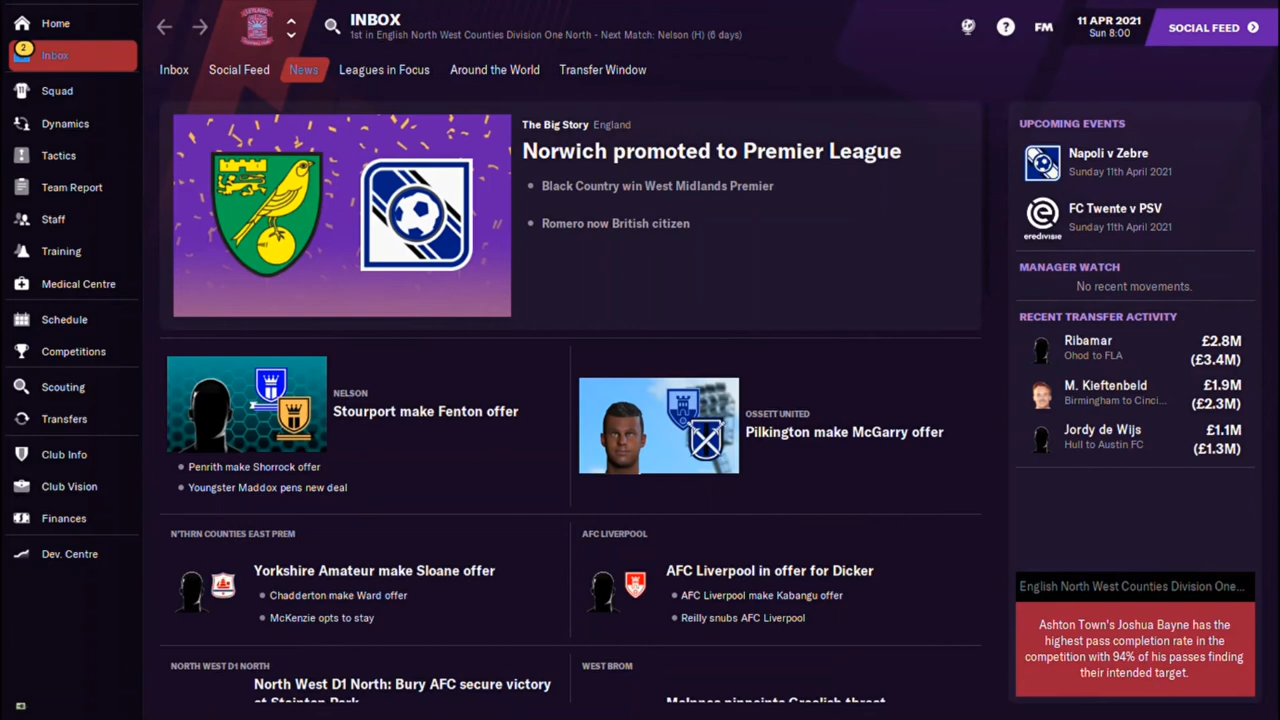 Home
2
Inbox
Squad
Dynamics
Tactics
Team Report
Staff
Training
Medical Centre
Schedule
Competitions
Scouting
Transfers
Club Info
Club Vision
Finances
Dev. Centre
INBOX
1st in English North West Counties Division One North - Next Match: Nelson (H) (6 days)
?
FM
11 APR 2021
Sun 8:00
SOCIAL FEED
Inbox
Social Feed
News
Leagues in Focus
Around the World
Transfer Window
The Big Story England
Norwich promoted to Premier League
Black Country win West Midlands Premier
Romero now British citizen
NELSON
Stourport make Fenton offer
Penrith make Shorrock offer
Youngster Maddox pens new deal
OSSETT UNITED
Pilkington make McGarry offer
N'THRN COUNTIES EAST PREM
Yorkshire Amateur make Sloane offer
Chadderton make Ward offer
McKenzie opts to stay
AFC LIVERPOOL
AFC Liverpool in offer for Dicker
AFC Liverpool make Kabangu offer
Reilly snubs AFC Liverpool
NORTH WEST D1 NORTH
North West D1 North: Bury AFC secure victory
at Stainton Park
WEST BROM
UPCOMING EVENTS
Napoli v Zebre
Sunday 11th April 2021
FC Twente v PSV
Sunday 11th April 2021
eredivisie
MANAGER WATCH
No recent movements.
RECENT TRANSFER ACTIVITY
Ribamar
Ohod to FLA
£2.8M
(£3.4M)
M. Kieftenbeld
Birmingham to Cinci...
£1.9M
(£2.3M)
Jordy de Wijs
Hull to Austin FC
£1.1M
(£1.3M)
English North West Counties Division One...
Ashton Town's Joshua Bayne has the
highest pass completion rate in the
competition with 94% of his passes finding
their intended target.